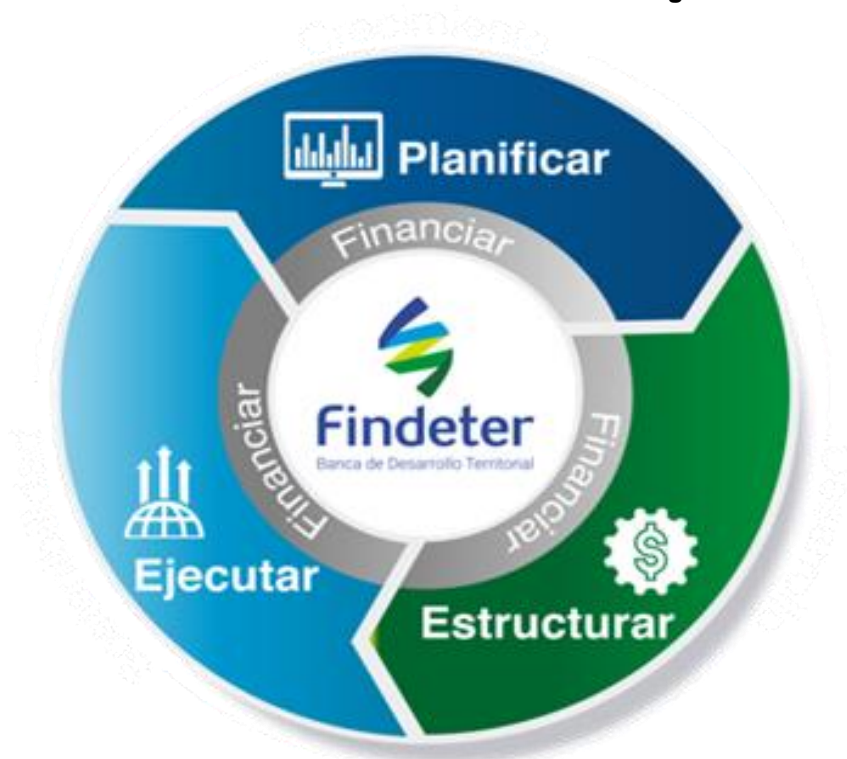 Planificar
Financiar
Financiar
Financiar
Findeter
Banca de Desarrollo Territorial
Ejecutar
Estructurar